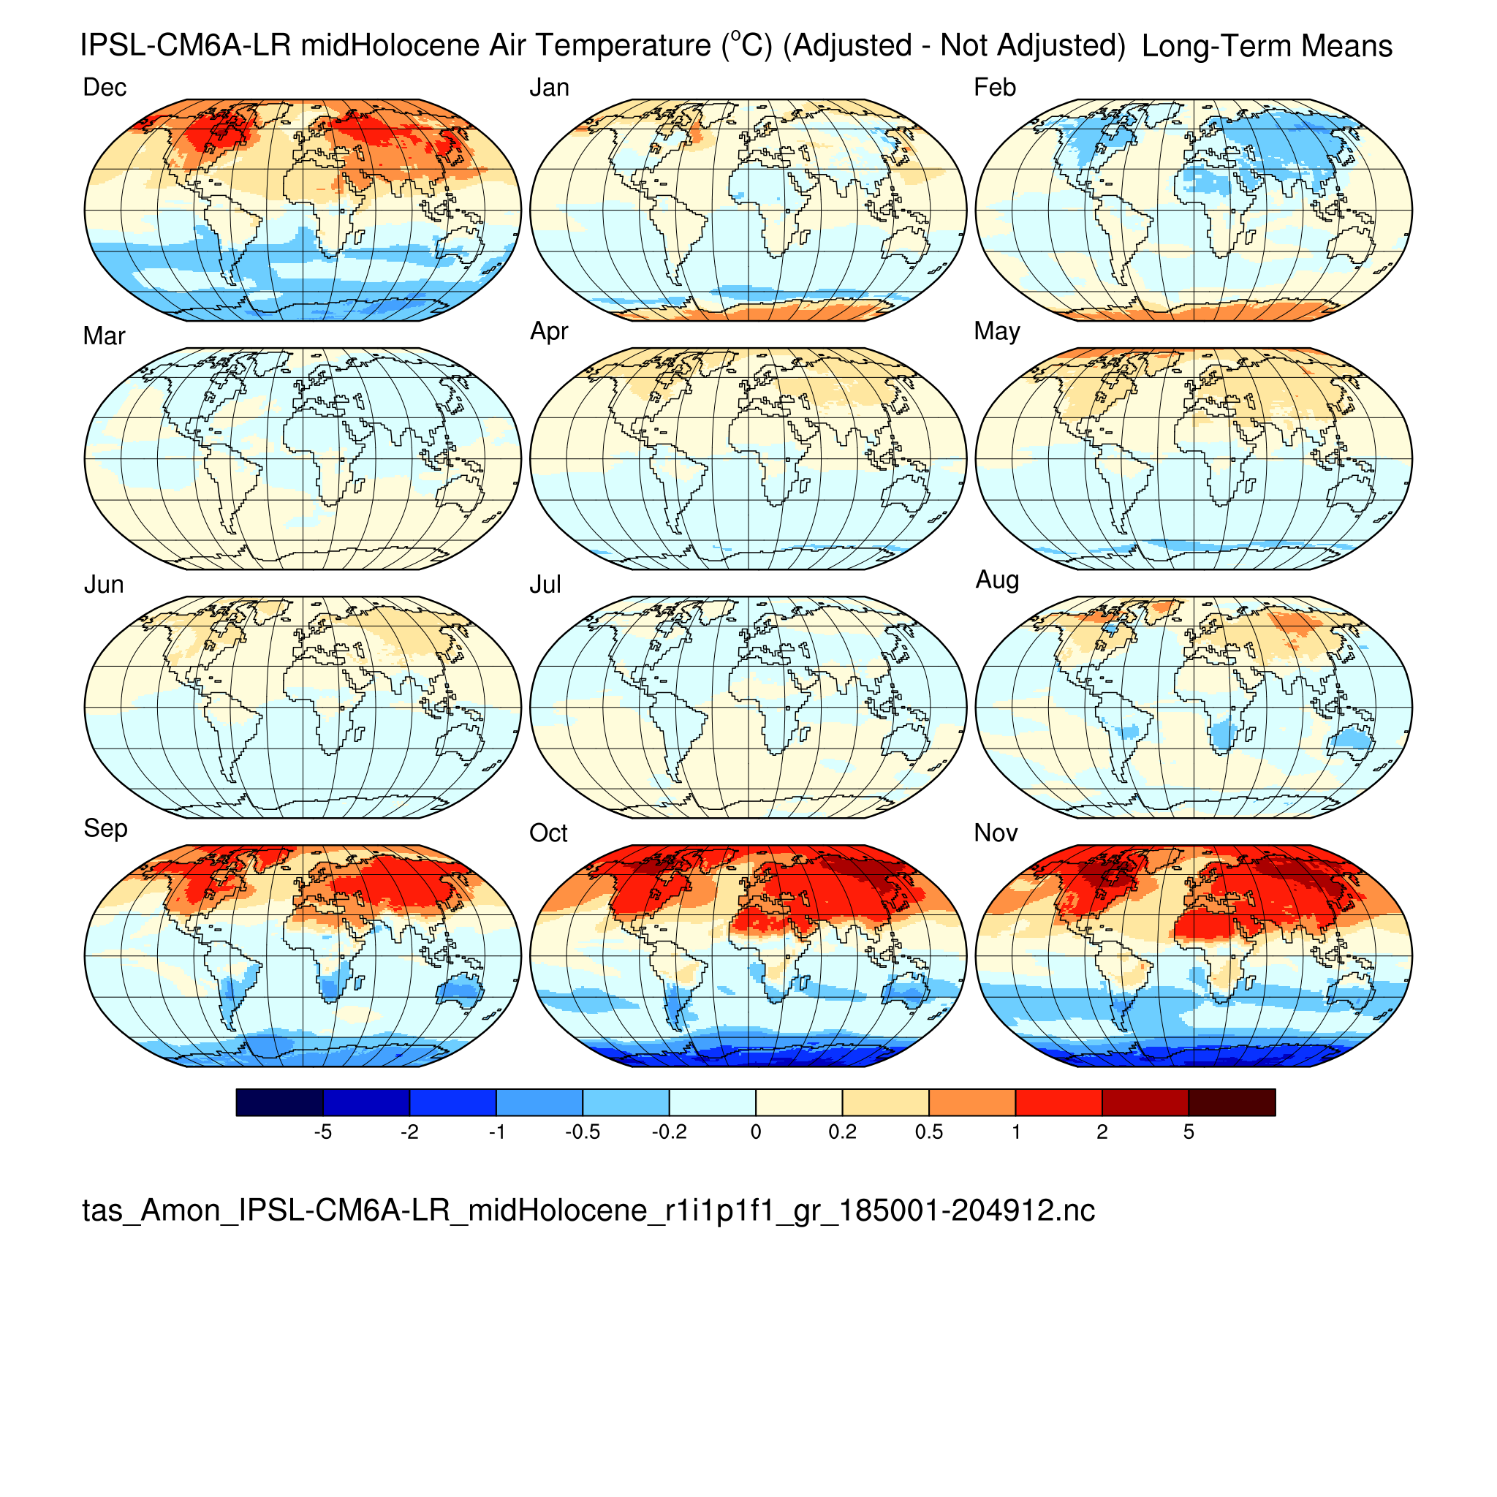 IPSL-CM6A-LR midHolocene Air Temperature (°C) (Adjusted - Not Adjusted) Long-Term Means
Dec Jan Feb
Mar Apr May
Jun Jul Aug
Sep Oct Nov
-5 -2 -1 -0.5 -0.2 0 0.2 0.5 1 2 5
tas_Amon_IPSL-CM6A-LR_midHolocene_r1i1p1f1_gr_185001-204912.nc